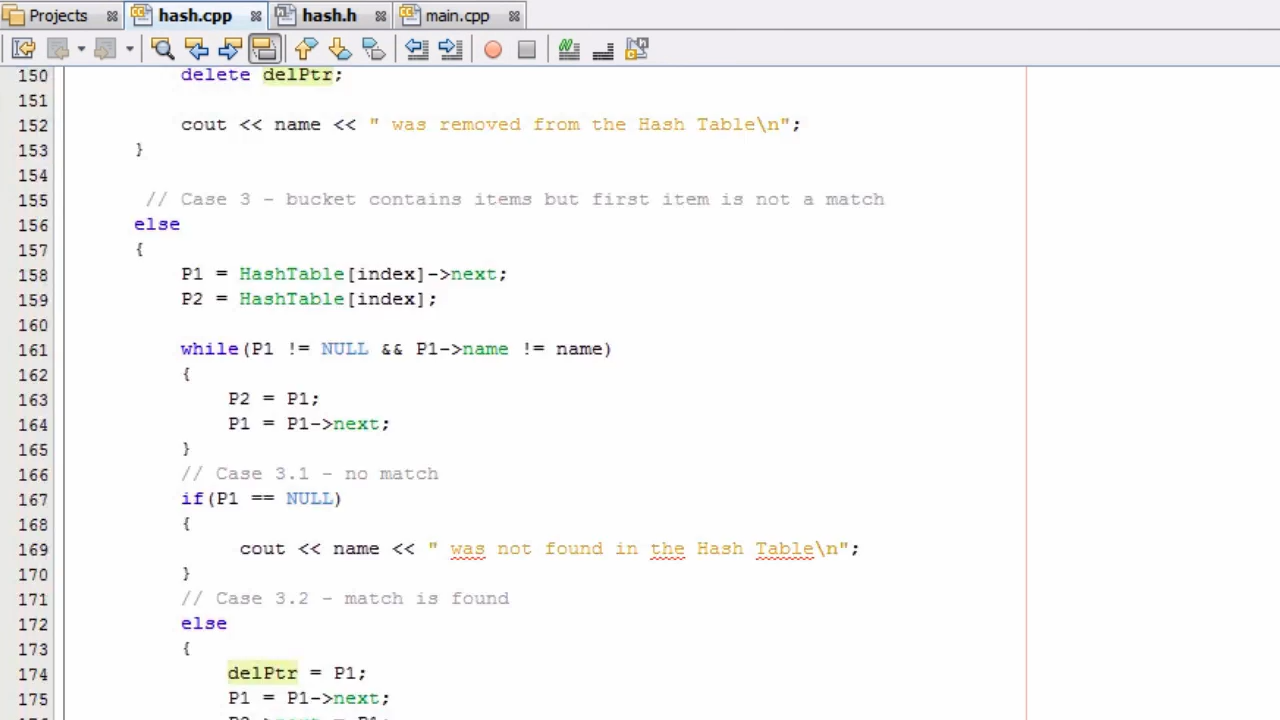 Projects hash.cpp hash.h main.cpp
150 delete delPtr;
151
152 cout << name << " was removed from the Hash Table\n";
153 }
154
155 // Case 3 - bucket contains items but first item is not a match
156 else
157 {
158 P1 = HashTable[index]->next;
159 P2 = HashTable[index];
160
161 while(P1 != NULL && P1->name != name)
162 {
163 P2 = P1;
164 P1 = P1->next;
165 }
166 // Case 3.1 - no match
167 if(P1 == NULL)
168 {
169 cout << name << " was not found in the Hash Table\n";
170 }
171 // Case 3.2 - match is found
172 else
173 {
174 delPtr = P1;
175 P1 = P1->next;